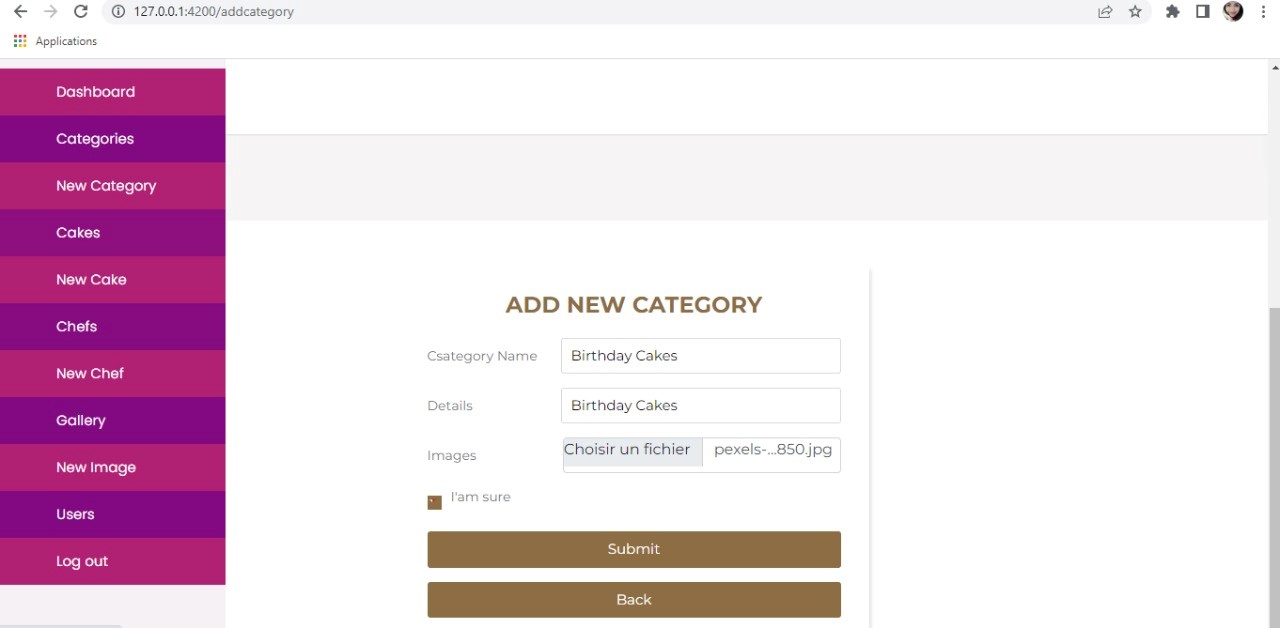 127.0.0.1:4200/addcategory
Applications
Dashboard
Categories
New Category
Cakes
New Cake
Chefs
New Chef
Gallery
New Image
Users
Log out
ADD NEW CATEGORY
Csategory Name Birthday Cakes
Details Birthday Cakes
Images Choisir un fichier pexels-...850.jpg
I'am sure
Submit
Back